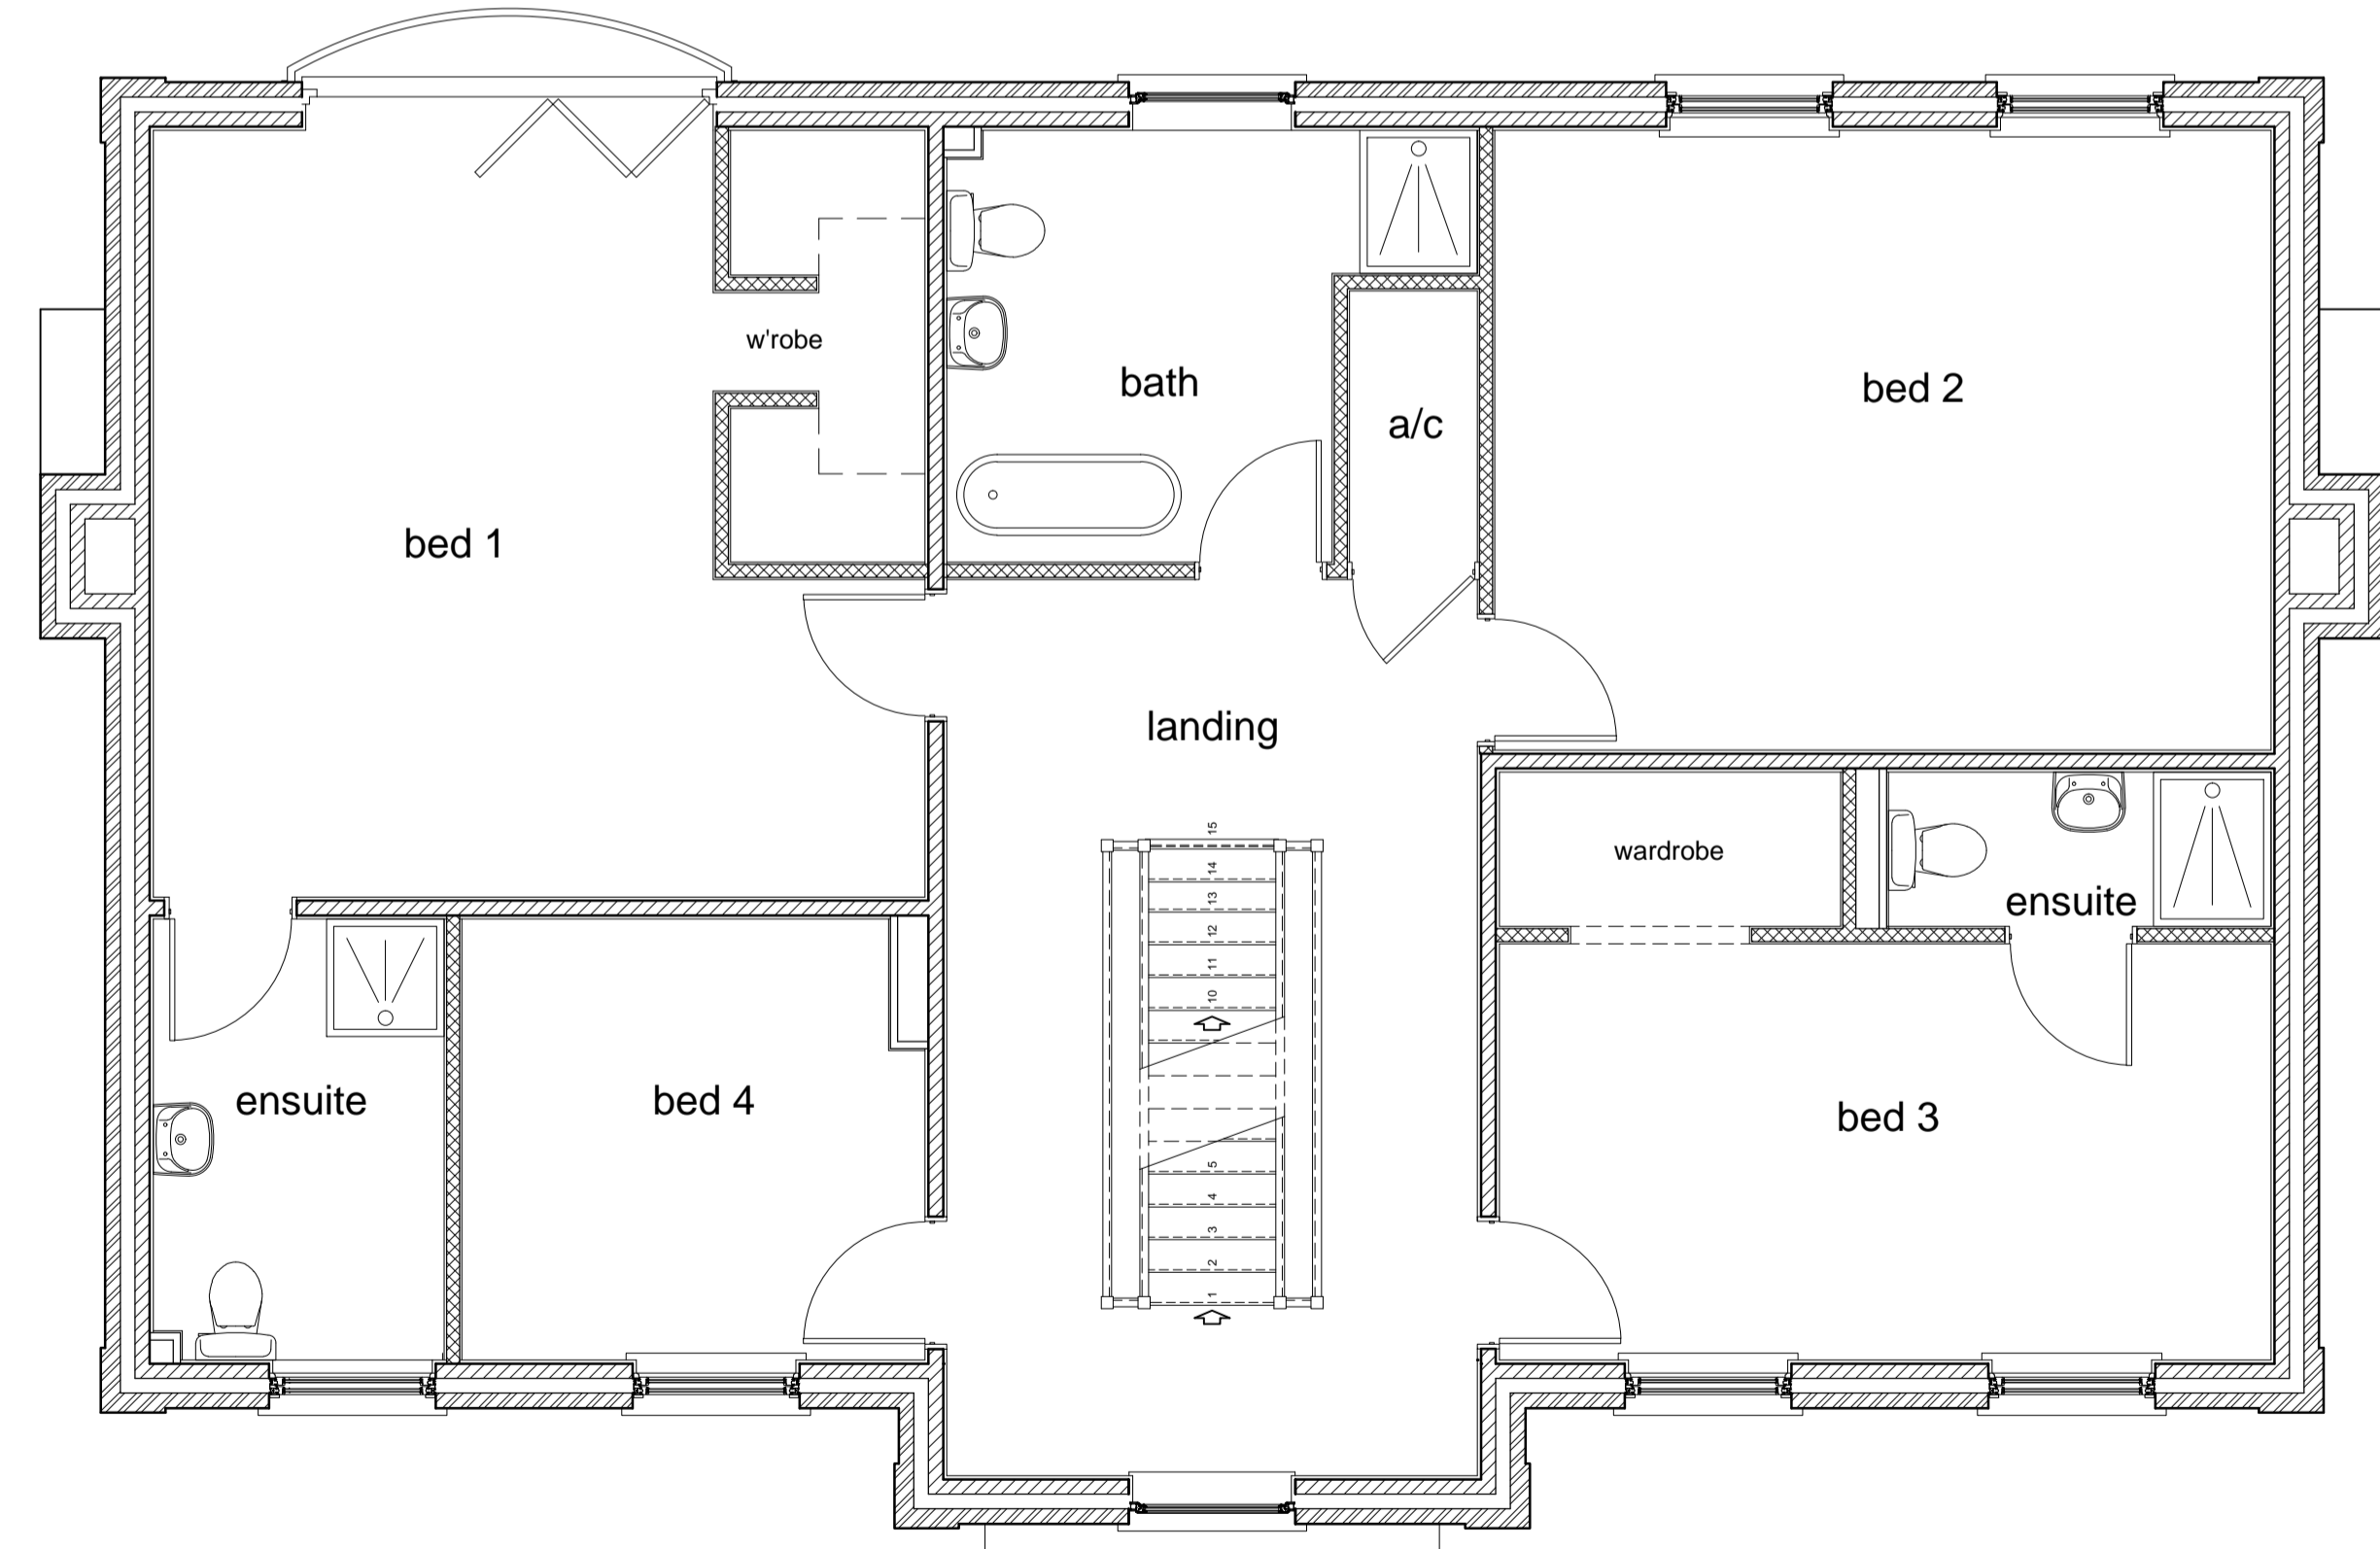 w'robe
bath
bed 2
a/c
bed 1
landing
15
14
13
12
11
10
5
4
3
2
1
wardrobe
ensuite
ensuite
bed 4
bed 3